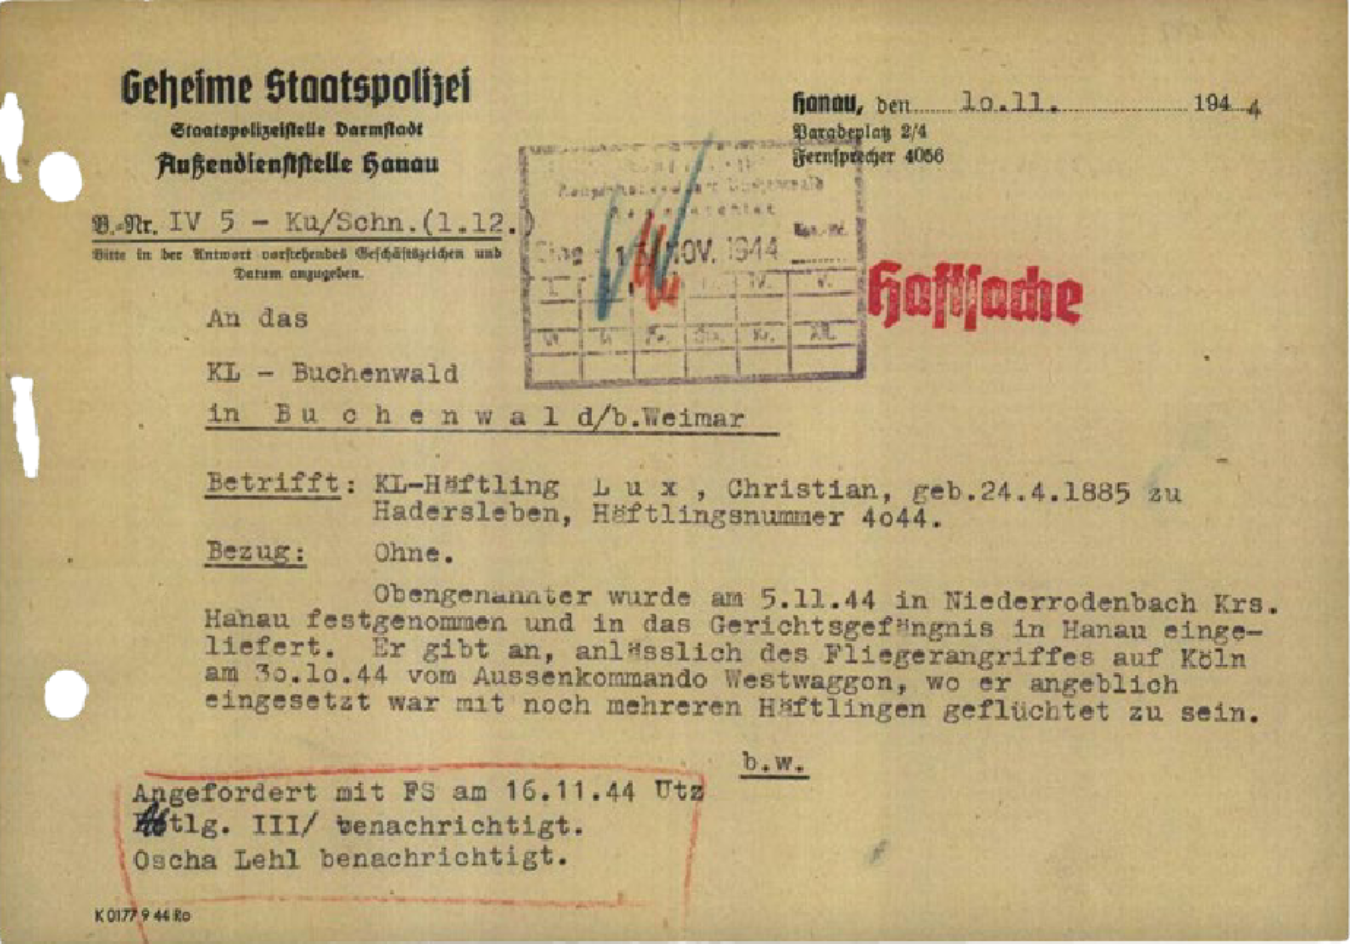 Geheime Staatspolizei
Staatspolizeistelle Darmstadt
Außendienststelle Hanau
Hanau, den 1o.11. 1944
Paradeplatz 2/4
Fernsprecher 4056
B.-Nr. IV 5 - Ku/Schn.(1.12.)
Bitte in der Antwort vorstehendes Geschäftszeichen und
Datum anzugeben.
NOV. 1944
I. IV. V.
Haftsache
An das
KL - Buchenwald
in B u c h e n w a l d/b.Weimar
Betrifft: KL-Häftling L u x , Christian, geb.24.4.1885 zu
Hadersleben, Häftlingsnummer 4o44.
Bezug: Ohne.
Obengenannter wurde am 5.11.44 in Niederrodenbach Krs.
Hanau festgenommen und in das Gerichtsgefängnis in Hanau einge-
liefert. Er gibt an, anlässlich des Fliegerangriffes auf Köln
am 3o.1o.44 vom Aussenkommando Westwaggon, wo er angeblich
eingesetzt war mit noch mehreren Häftlingen geflüchtet zu sein.
b.w.
Angefordert mit FS am 16.11.44 Utz
Abtlg. III/ benachrichtigt.
Oscha Lehl benachrichtigt.
K 0177 9 44 Ro